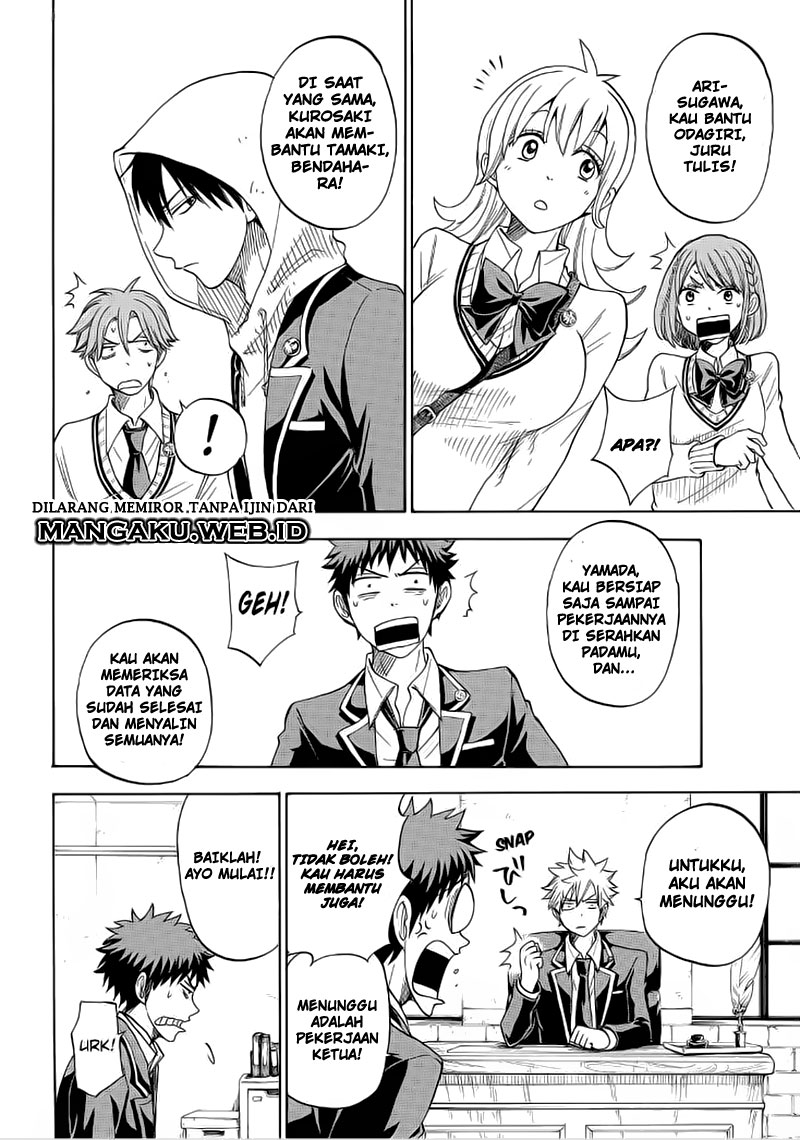 ARI-
SUGAWA,
KAU BANTU
ODAGIRI,
JURU
TULIS!
APA?!
DI SAAT
YANG SAMA,
KUROSAKI
AKAN MEM-
BANTU TAMAKI,
BENDAHA-
RA!
!
DILARANG MEMIROR TANPA IJIN DARI
MANGAKU.WEB.ID
YAMADA,
KAU BERSIAP
SAJA SAMPAI
PEKERJAANNYA
DI SERAHKAN
PADAMU,
DAN...
GEH!
KAU AKAN
MEMERIKSA
DATA YANG
SUDAH SELESAI
DAN MENYALIN
SEMUANYA!
UNTUKKU,
AKU AKAN
MENUNGGU!
SNAP
びしっ
HEI,
TIDAK BOLEH!
KAU HARUS
MEMBANTU
JUGA!
MENUNGGU
ADALAH
PEKERJAAN
KETUA!
BAIKLAH!
AYO MULAI!!
URK!